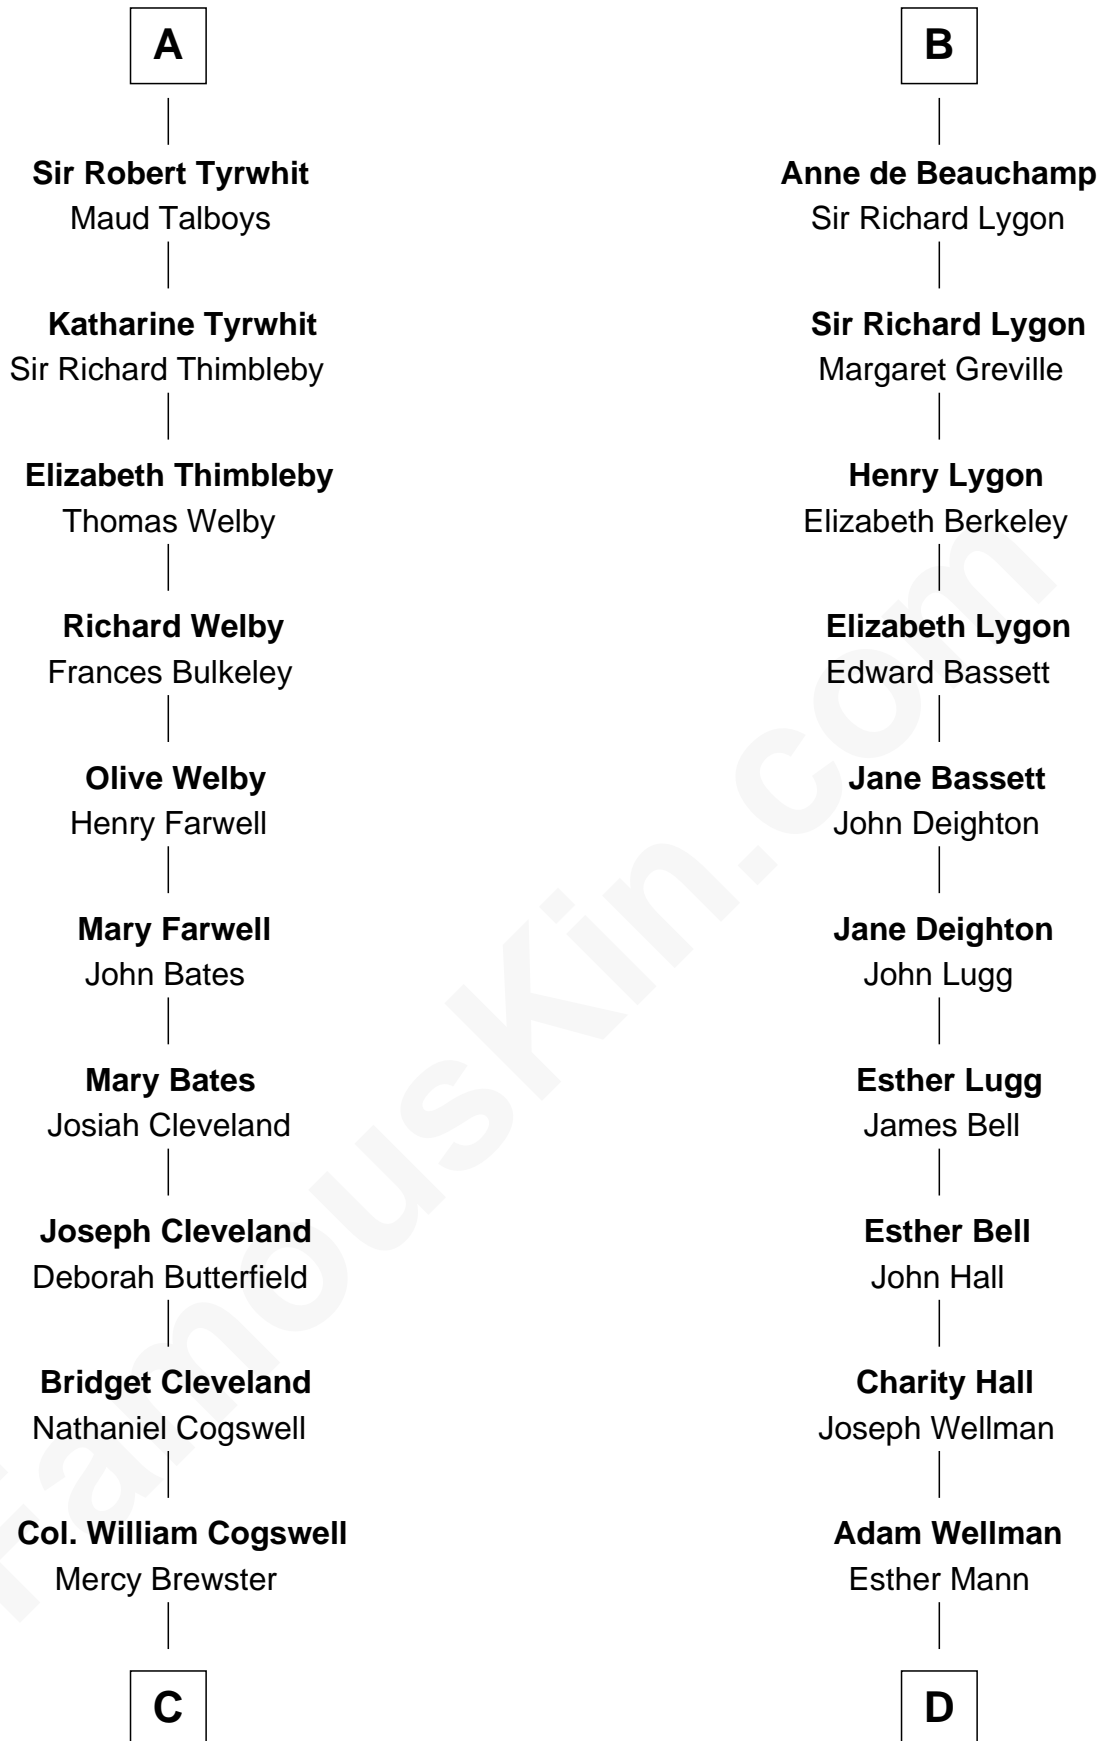 A
Sir Robert Tyrwhit
Maud Talboys
Katharine Tyrwhit
Sir Richard Thimbleby
Elizabeth Thimbleby
Thomas Welby
Richard Welby
Frances Bulkeley
Olive Welby
Henry Farwell
Mary Farwell
John Bates
Mary Bates
Josiah Cleveland
Joseph Cleveland
Deborah Butterfield
Bridget Cleveland
Nathaniel Cogswell
Col. William Cogswell
Mercy Brewster
C
B
Anne de Beauchamp
Sir Richard Lygon
Sir Richard Lygon
Margaret Greville
Henry Lygon
Elizabeth Berkeley
Elizabeth Lygon
Edward Bassett
Jane Bassett
John Deighton
Jane Deighton
John Lugg
Esther Lugg
James Bell
Esther Bell
John Hall
Charity Hall
Joseph Wellman
Adam Wellman
Esther Mann
D
FamousKin.com